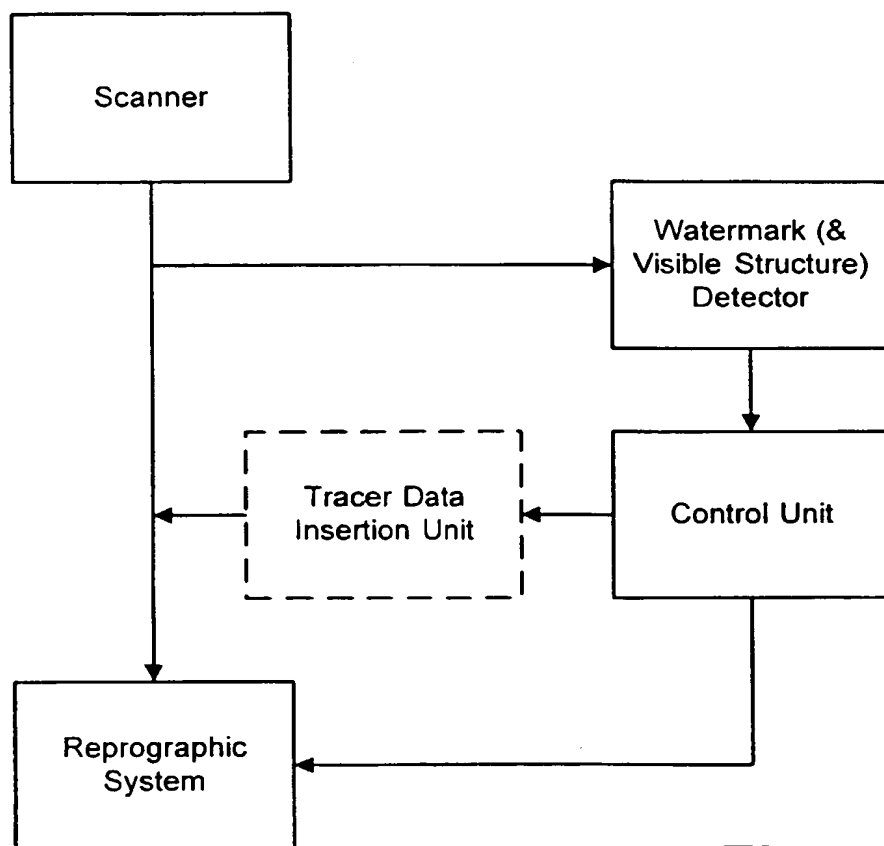 Scanner
Watermark (&
Visible Structure)
Detector
Tracer Data
Insertion Unit
Control Unit
Reprographic
System